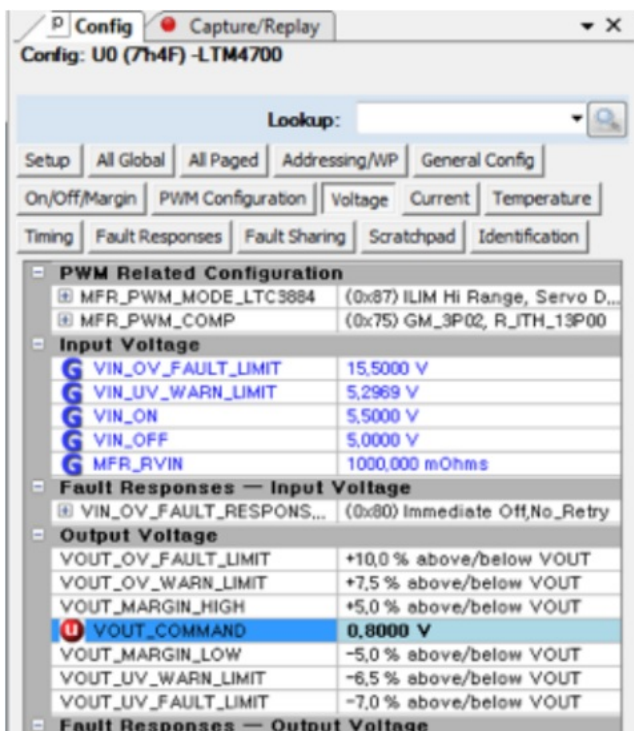 P Config Capture/Replay
Config: U0 (7'h4F) -LTM4700
Lookup:
Setup All Global All Paged Addressing/WP General Config
On/Off/Margin PWM Configuration Voltage Current Temperature
Timing Fault Responses Fault Sharing Scratchpad Identification
PWM Related Configuration
MFR_PWM_MODE_LTC3884 (0x87) ILIM Hi Range, Servo D...
MFR_PWM_COMP (0x75) GM_3P02, R_ITH_13P00
Input Voltage
G VIN_OV_FAULT_LIMIT 15,5000 V
G VIN_UV_WARN_LIMIT 5,2969 V
G VIN_ON 5,5000 V
G VIN_OFF 5,0000 V
G MFR_RVIN 1000,000 mOhms
Fault Responses — Input Voltage
VIN_OV_FAULT_RESPONS... (0x80) Immediate Off,No_Retry
Output Voltage
VOUT_OV_FAULT_LIMIT +10,0 % above/below VOUT
VOUT_OV_WARN_LIMIT +7,5 % above/below VOUT
VOUT_MARGIN_HIGH +5,0 % above/below VOUT
U VOUT_COMMAND 0,8000 V
VOUT_MARGIN_LOW -5,0 % above/below VOUT
VOUT_UV_WARN_LIMIT -6,5 % above/below VOUT
VOUT_UV_FAULT_LIMIT -7,0 % above/below VOUT
Fault Responses — Output Voltage